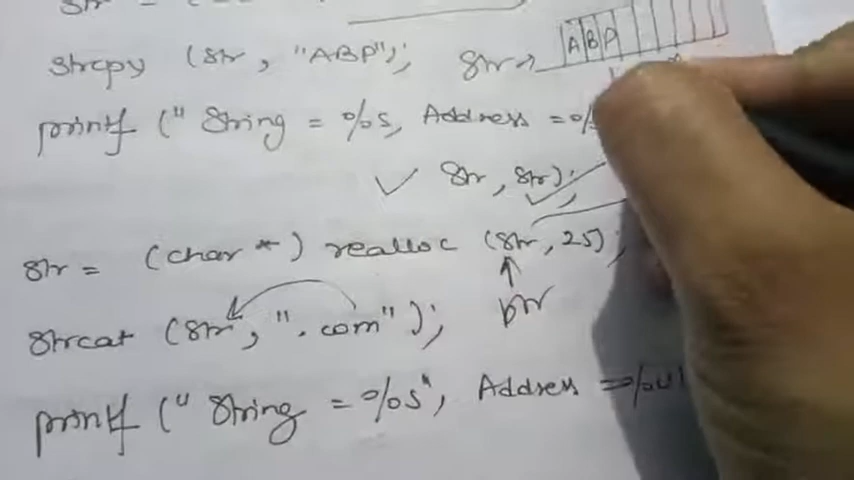 str =
strcpy (str, "ABP"); str → A B P
printf (" String = %s, Address = %
str, str);
str = (char *) realloc (str, 25);
ptr
strcat (str, ".com");
printf (" String = %s", Address = %u